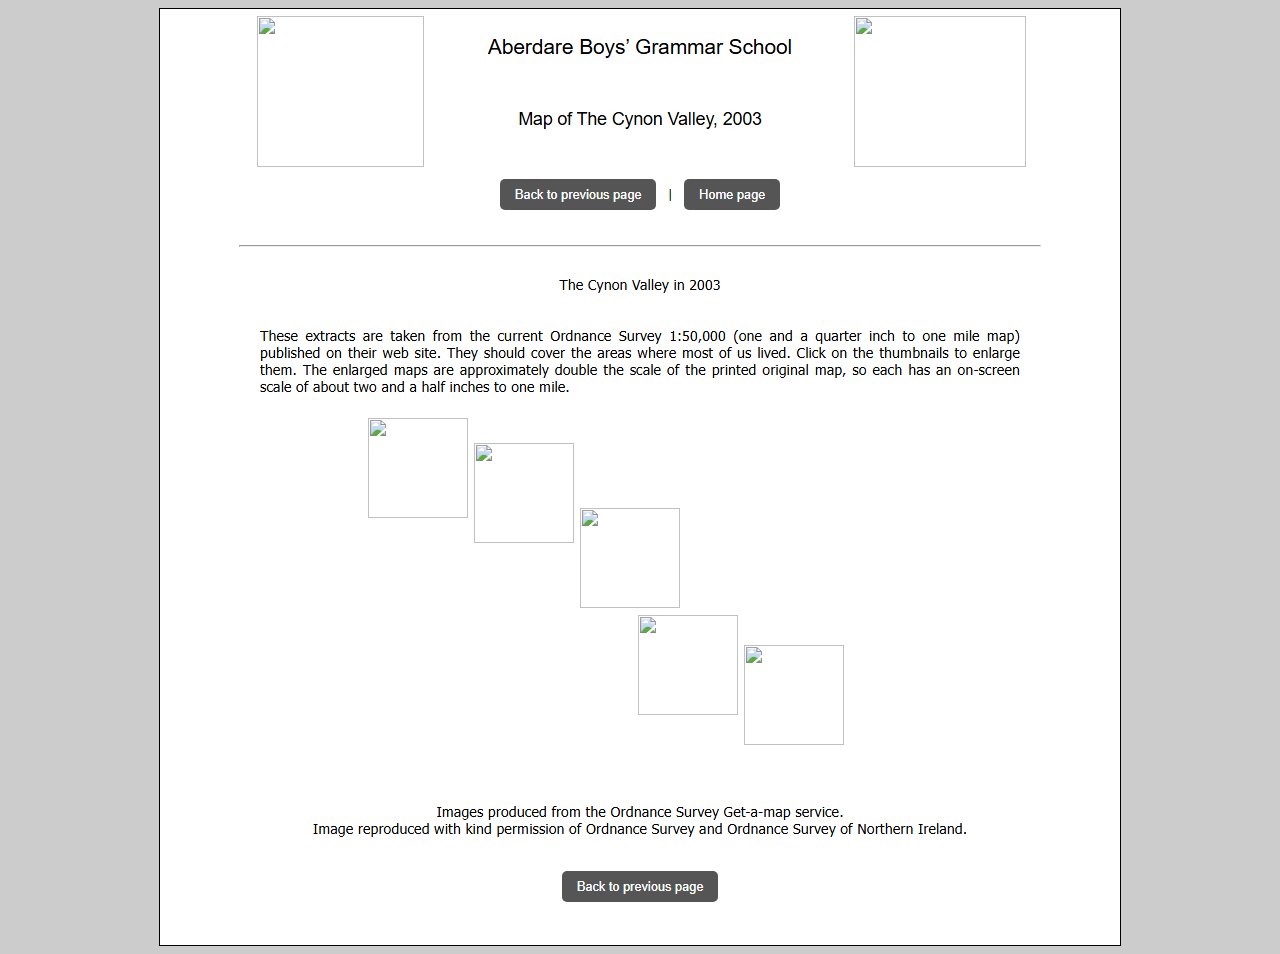 Aberdare Boys’ Grammar School
Map of The Cynon Valley, 2003
Back to previous page | Home page
The Cynon Valley in 2003
These extracts are taken from the current Ordnance Survey 1:50,000 (one and a quarter inch to one mile map)
published on their web site. They should cover the areas where most of us lived. Click on the thumbnails to enlarge
them. The enlarged maps are approximately double the scale of the printed original map, so each has an on-screen
scale of about two and a half inches to one mile.
Images produced from the Ordnance Survey Get-a-map service.
Image reproduced with kind permission of Ordnance Survey and Ordnance Survey of Northern Ireland.
Back to previous page